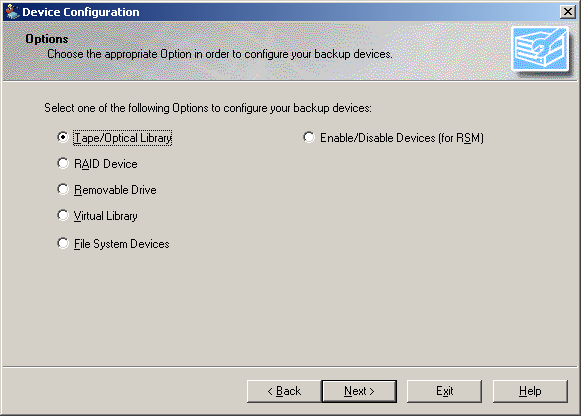 Device Configuration
Options
Choose the appropriate Option in order to configure your backup devices.
Select one of the following Options to configure your backup devices:
Tape/Optical Library
Enable/Disable Devices (for RSM)
RAID Device
Removable Drive
Virtual Library
File System Devices
< Back
Next >
Exit
Help